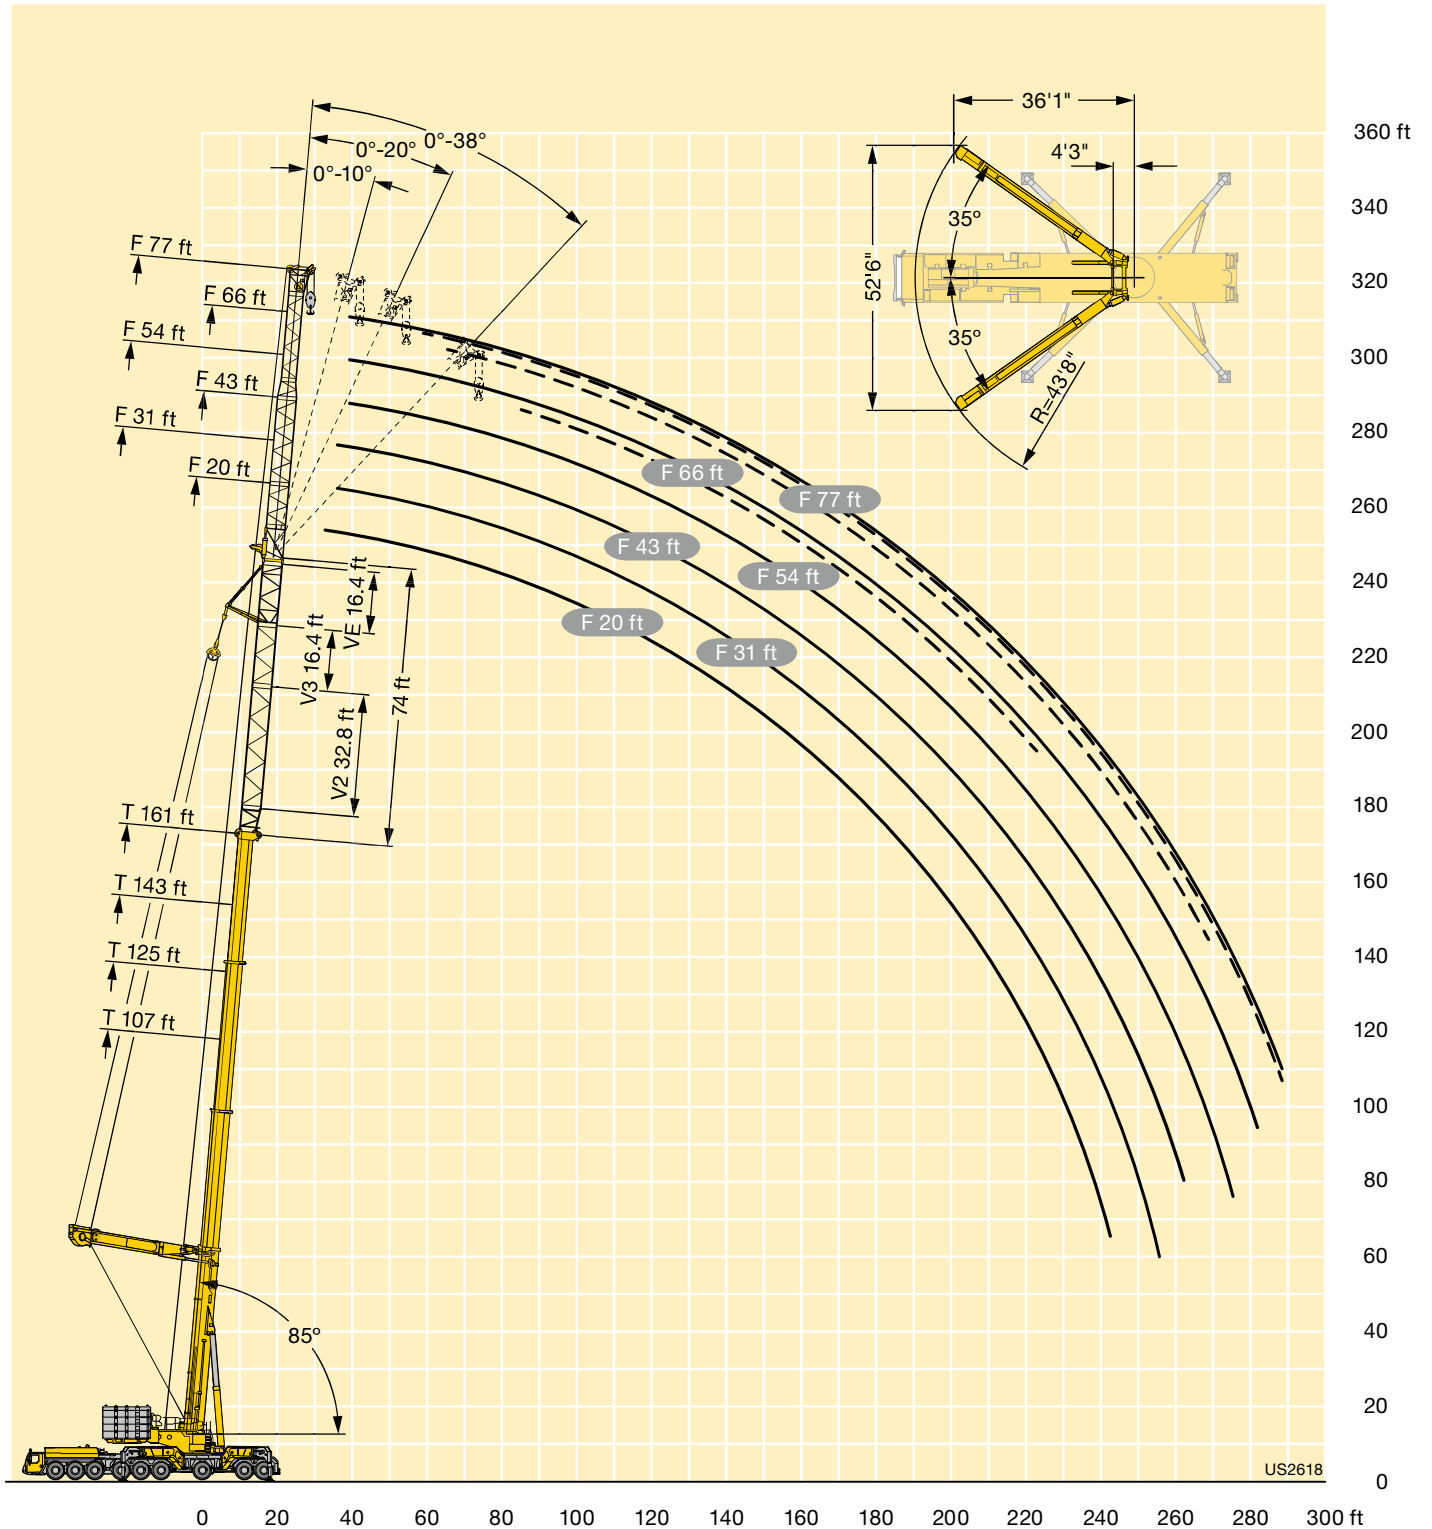 36'1"
360 ft
0°-38°
0°-20°
4'3"
0°-10°
340
35°
F 77 ft
52'6"
320
F 66 ft
F 54 ft
35°
300
F 43 ft
R=43'8"
F 31 ft
280
F 20 ft
F 66 ft
F 77 ft
260
F 43 ft
VE 16.4 ft
F 54 ft
240
F 20 ft
V3 16.4 ft
F 31 ft
220
74 ft
V2 32.8 ft
200
T 161 ft
180
T 143 ft
160
T 125 ft
140
T 107 ft
120
100
80
60
85°
40
20
US2618
0
0 20 40 60 80 100 120 140 160 180 200 220 240 260 280 300 ft